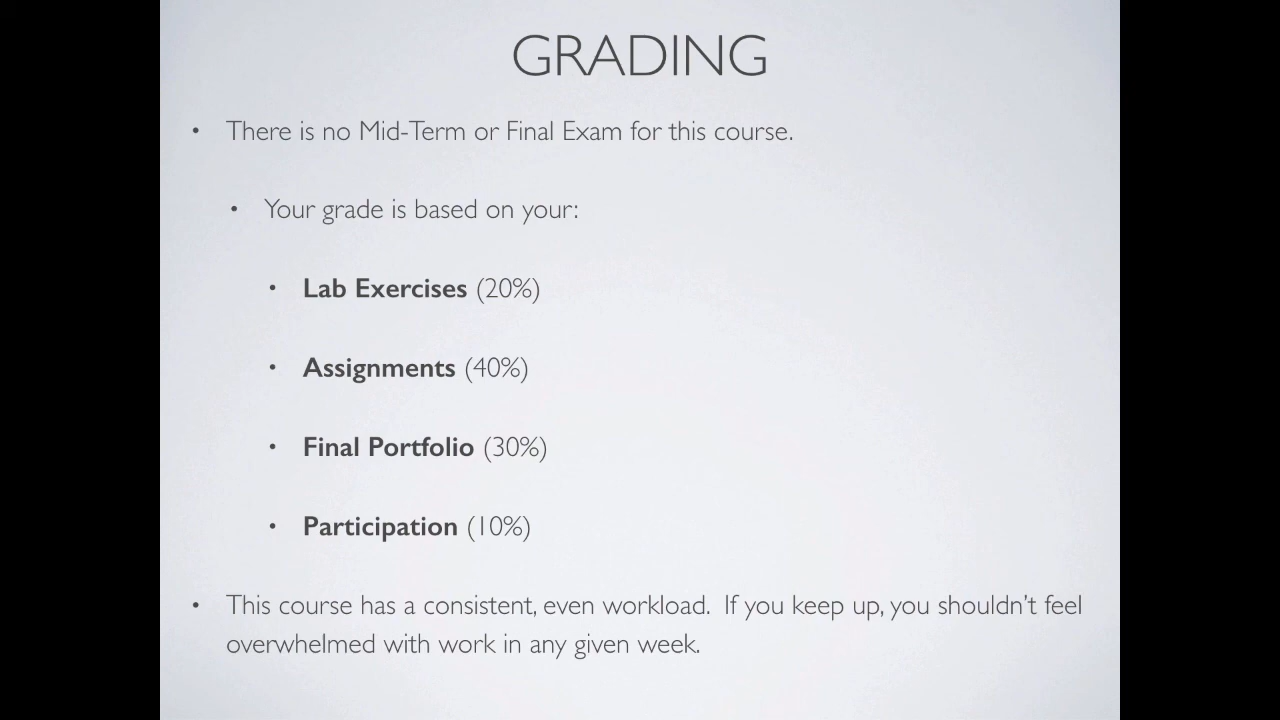 GRADING
• There is no Mid-Term or Final Exam for this course.
• Your grade is based on your:
• Lab Exercises (20%)
• Assignments (40%)
• Final Portfolio (30%)
• Participation (10%)
• This course has a consistent, even workload.  If you keep up, you shouldn’t feel
overwhelmed with work in any given week.